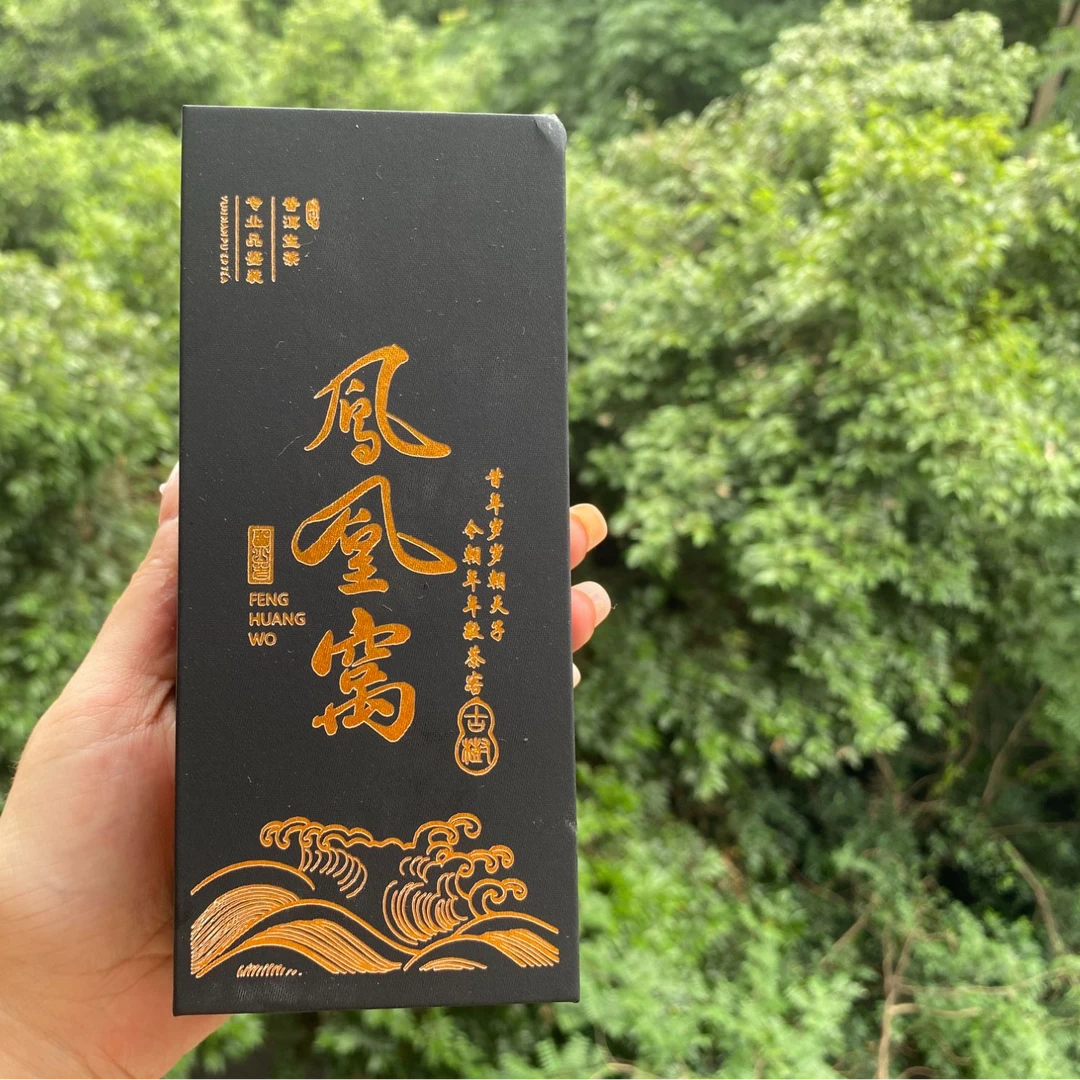 普洱生茶
专业品鉴装
YUNNAN PU'ER TEA
鳳凰窩
FENG
HUANG
WO
昔年岁岁朝天子
今朝年年敬茶客
古樹